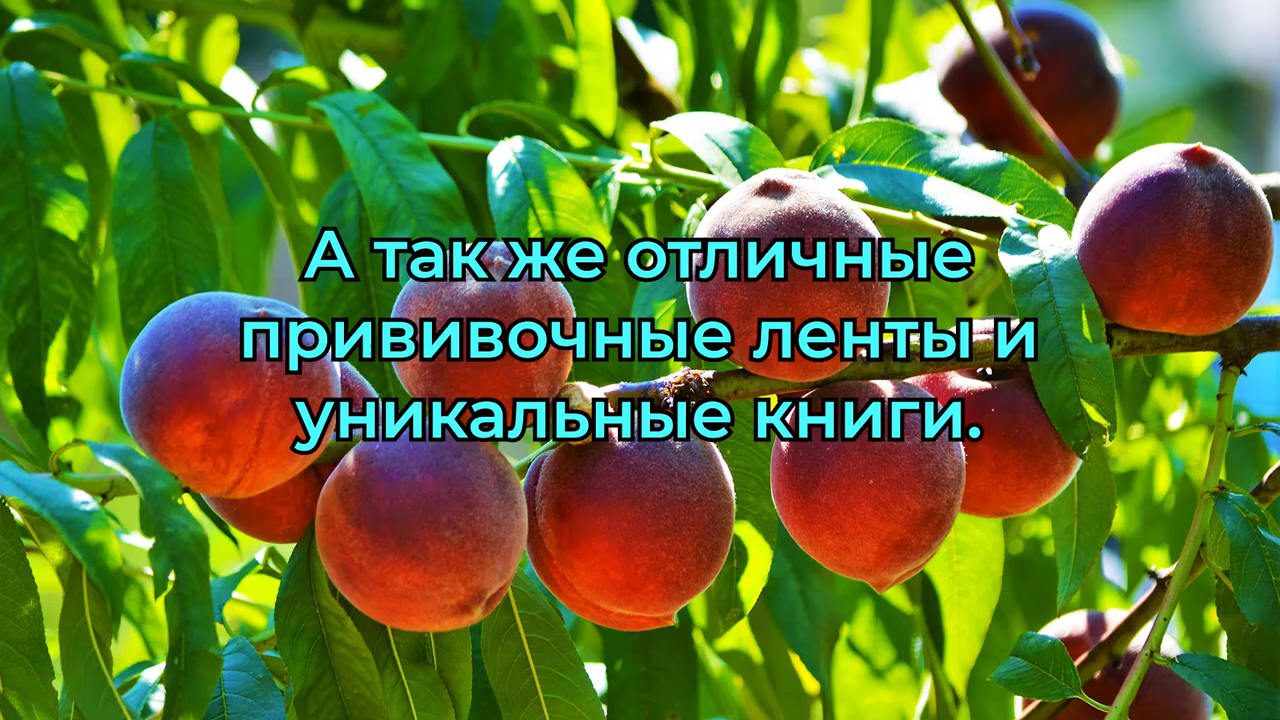 А так же отличные
прививочные ленты и
уникальные книги.